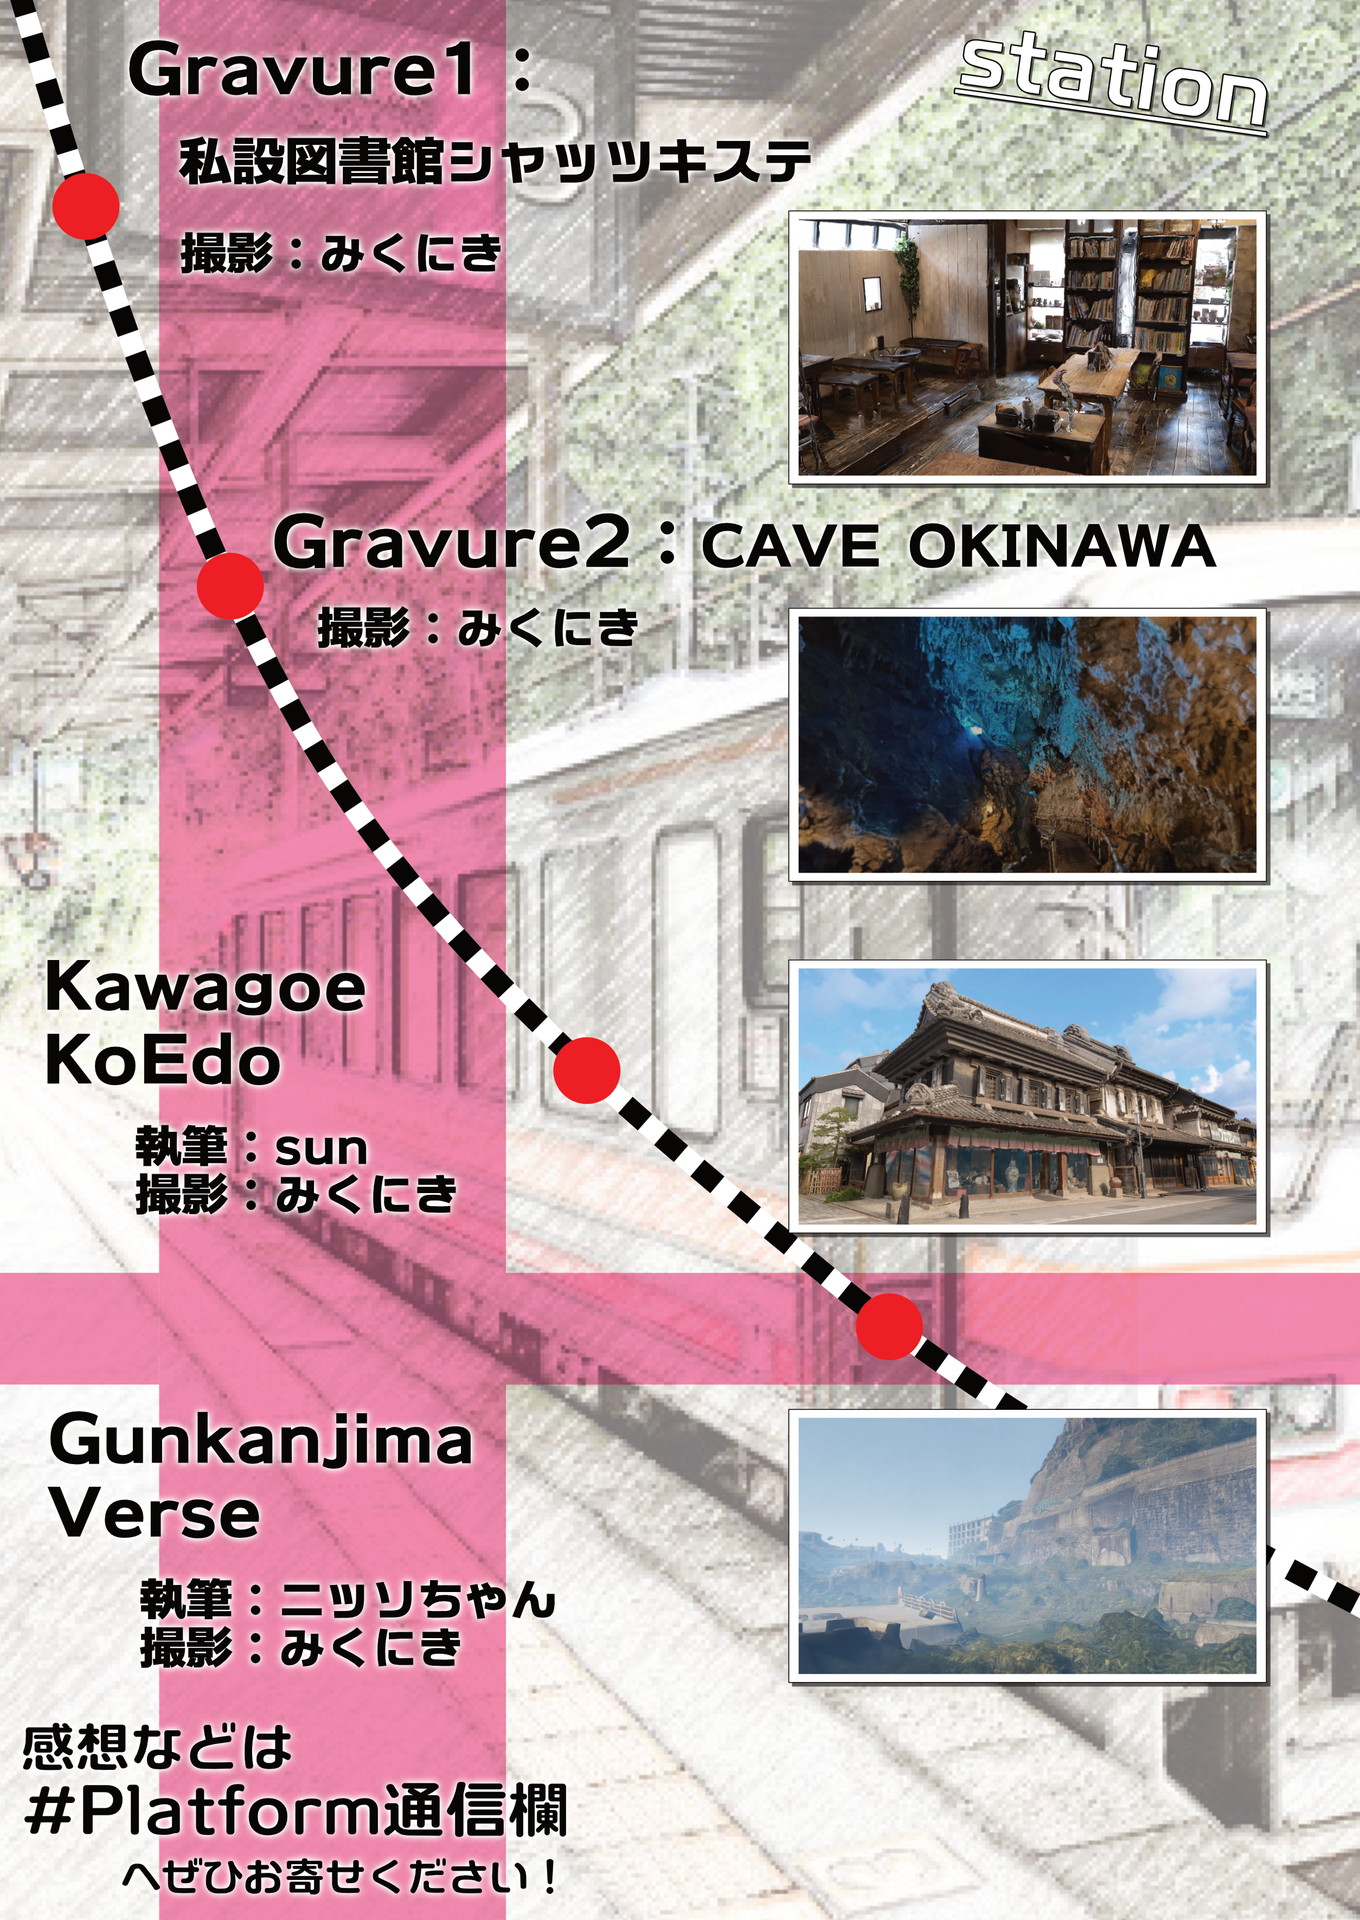 station
Gravure1：
私設図書館シャッツキステ
撮影：みくにき
Gravure2：CAVE OKINAWA
撮影：みくにき
Kawagoe
KoEdo
執筆：sun
撮影：みくにき
Gunkanjima
Verse
執筆：ニッソちゃん
撮影：みくにき
感想などは
#Platform通信欄
へぜひお寄せください！